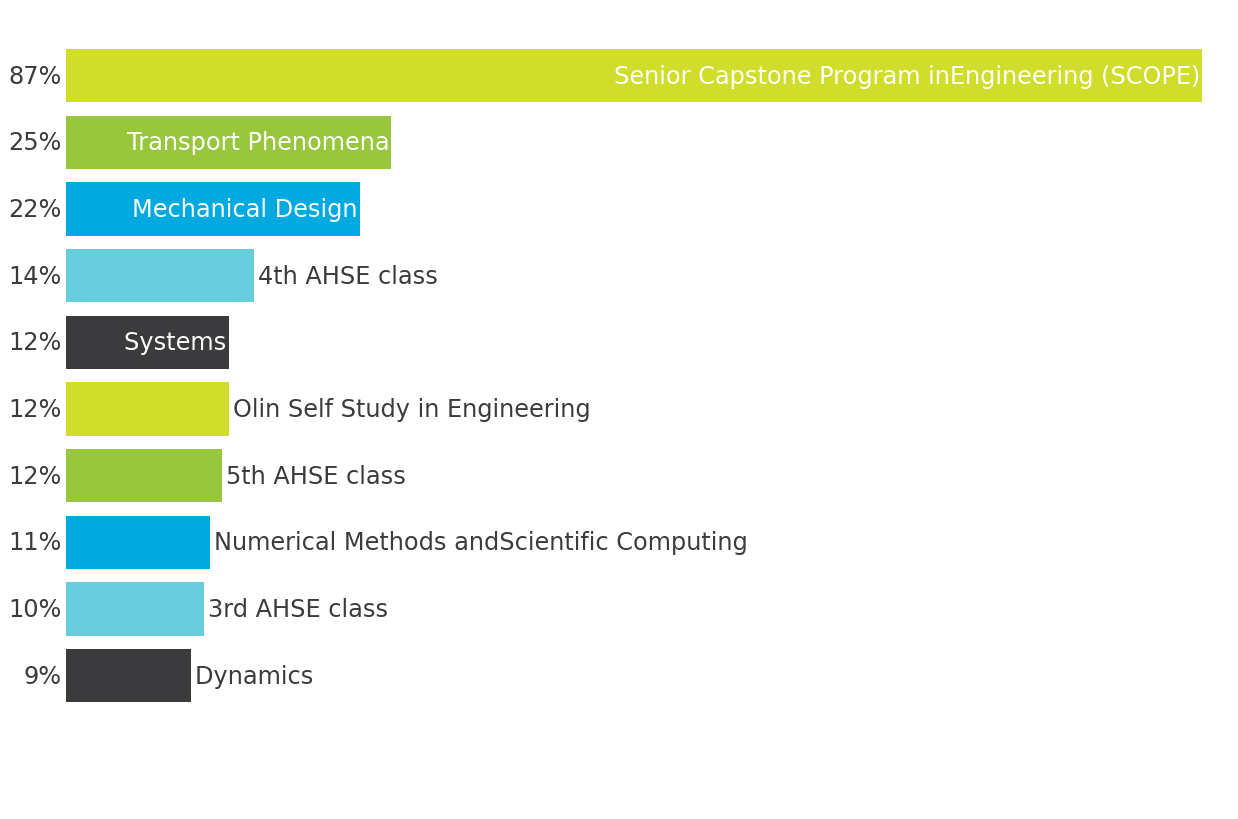 87% Senior Capstone Program inEngineering (SCOPE)
25% Transport Phenomena
22% Mechanical Design
14% 4th AHSE class
12% Systems
12% Olin Self Study in Engineering
12% 5th AHSE class
11% Numerical Methods andScientific Computing
10% 3rd AHSE class
9% Dynamics